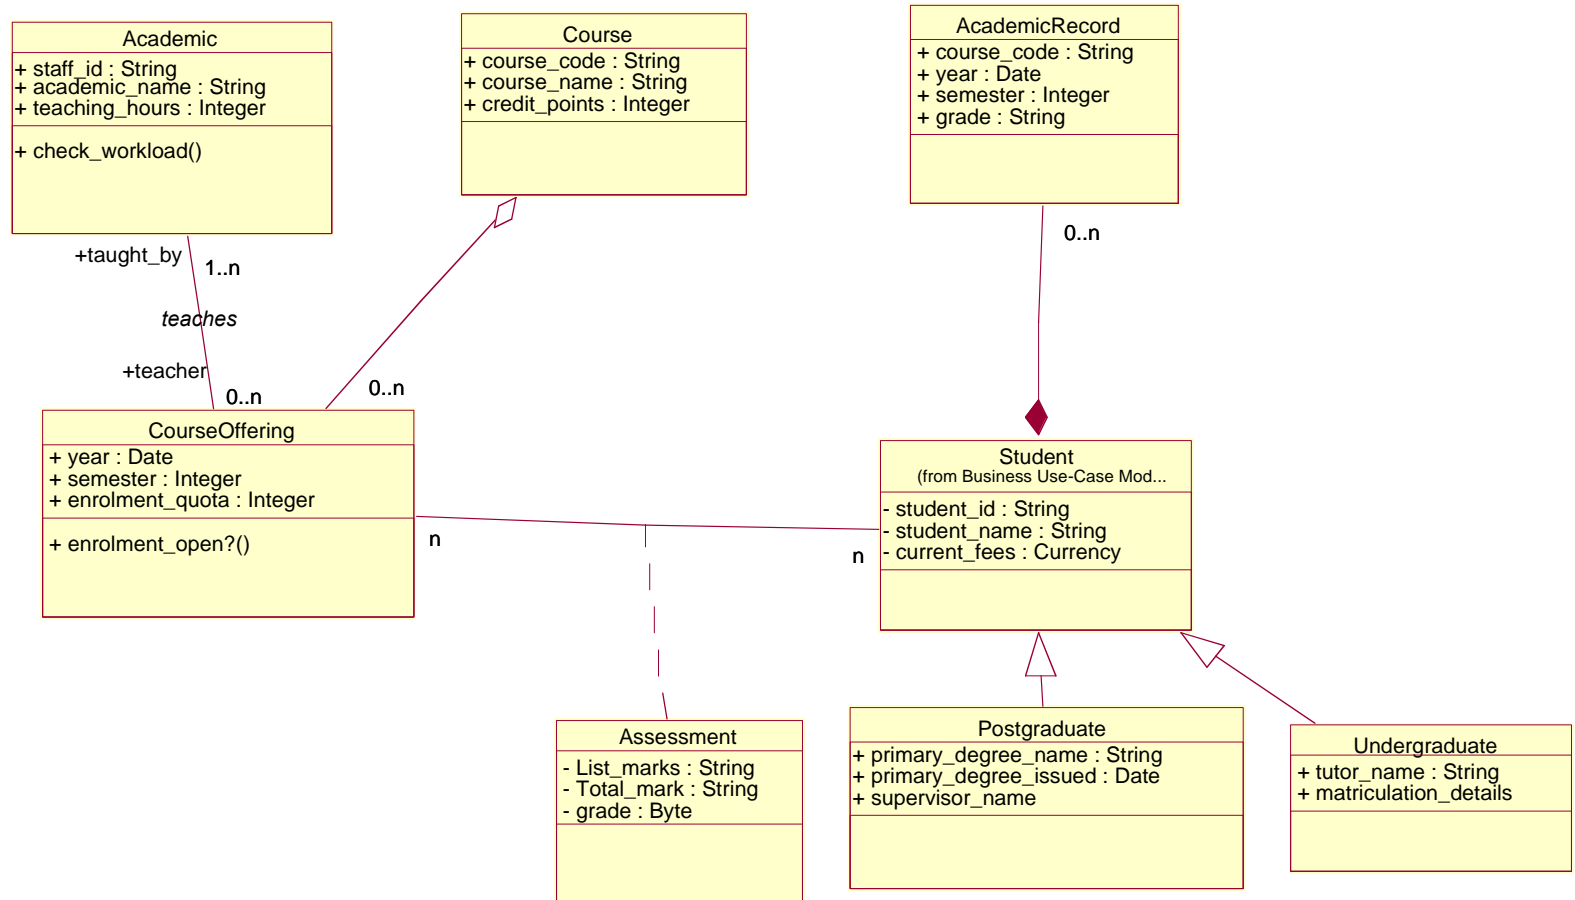 Academic
+ staff_id : String
+ academic_name : String
+ teaching_hours : Integer
+ check_workload()
Course
+ course_code : String
+ course_name : String
+ credit_points : Integer
AcademicRecord
+ course_code : String
+ year : Date
+ semester : Integer
+ grade : String
+taught_by
1..n
teaches
+teacher
0..n
0..n
0..n
CourseOffering
+ year : Date
+ semester : Integer
+ enrolment_quota : Integer
+ enrolment_open?()
n
n
Student
(from Business Use-Case Mod...
- student_id : String
- student_name : String
- current_fees : Currency
Assessment
- List_marks : String
- Total_mark : String
- grade : Byte
Postgraduate
+ primary_degree_name : String
+ primary_degree_issued : Date
+ supervisor_name
Undergraduate
+ tutor_name : String
+ matriculation_details